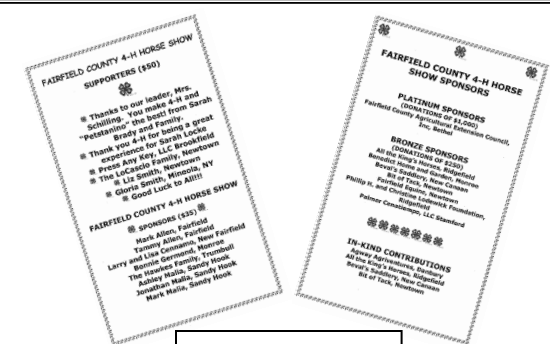 FAIRFIELD COUNTY 4-H HORSE SHOW
SUPPORTERS ($50)
Thanks to our leader, Mrs.
Schilling. You make 4-H and
"Petstanino" the best! from Sarah
Brady and Family.
Thank you 4-H for being a great
experience for Sarah Locke
Press Any Key, LLC Brookfield
The LoCascio Family, Newtown
Liz Smith, Newtown
Gloria Smith, Mineola, NY
Good Luck to All!!!
FAIRFIELD COUNTY 4-H HORSE SHOW
SPONSORS ($35)
Mark Allen, Fairfield
Tammy Allen, Fairfield
Larry and Lisa Cennamo, New Fairfield
Bonnie Germond, Monroe
The Hawkes Family, Trumbull
Ashley Malia, Sandy Hook
Jonathan Malia, Sandy Hook
Mark Malia, Sandy Hook
FAIRFIELD COUNTY 4-H HORSE
SHOW SPONSORS
PLATINUM SPONSORS
(DONATIONS OF $1,000)
Fairfield County Agricultural Extension Council,
Inc, Bethel
BRONZE SPONSORS
(DONATIONS OF $250)
All the King's Horses, Ridgefield
Benedict Home and Garden, Monroe
Beval's Saddlery, New Canaan
Bit of Tack, Newtown
Fairfield Equine, Newtown
Phillip H. and Christine Lodewick Foundation,
Ridgefield
Palmer Canablempo, LLC Stamford
IN-KIND CONTRIBUTIONS
Agway Agriventures, Danbury
All the King's Horses, Ridgefield
Beval's Saddlery, New Canaan
Bit of Tack, Newtown